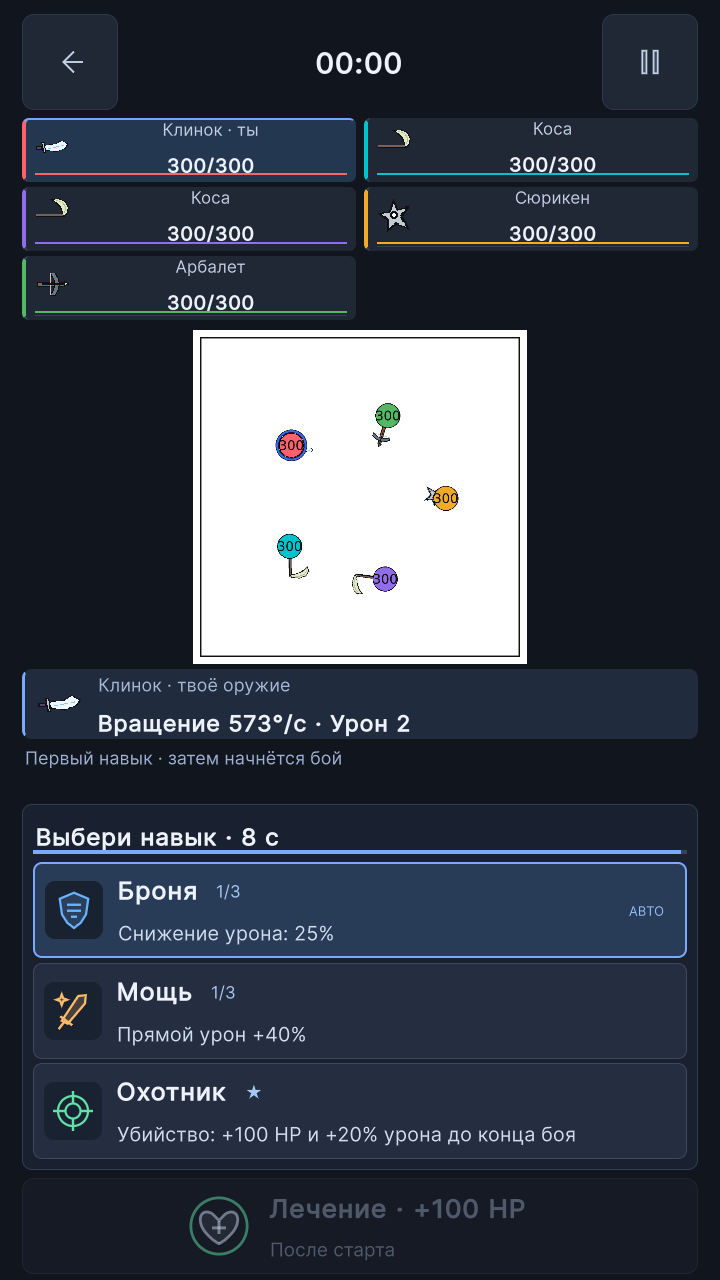 00:00
Клинок · ты
300/300
Коса
300/300
Коса
300/300
Сюрикен
300/300
Арбалет
300/300
300
300
300
300
300
Клинок · твоё оружие
Вращение 573°/с · Урон 2
Первый навык · затем начнётся бой
Выбери навык · 8 с
Броня 1/3
АВТО
Снижение урона: 25%
Мощь 1/3
Прямой урон +40%
Охотник ★
Убийство: +100 HP и +20% урона до конца боя
Лечение · +100 HP
После старта